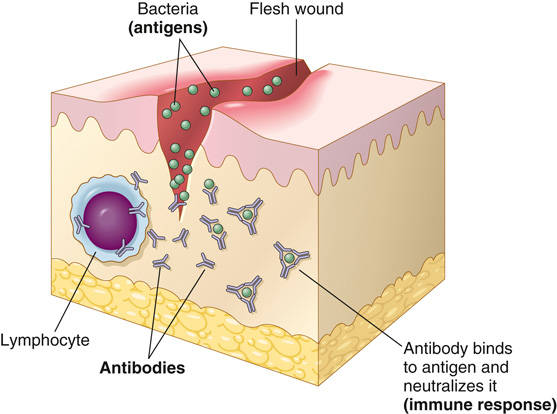 Bacteria
(antigens)
Flesh wound
Lymphocyte
Antibodies
Antibody binds
to antigen and
neutralizes it
(immune response)